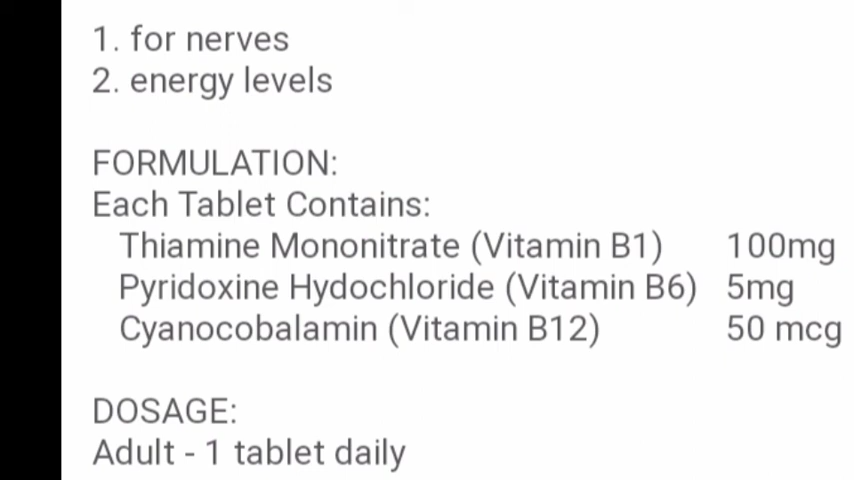 1. for nerves
2. energy levels
FORMULATION:
Each Tablet Contains:
Thiamine Mononitrate (Vitamin B1) 100mg
Pyridoxine Hydochloride (Vitamin B6) 5mg
Cyanocobalamin (Vitamin B12) 50 mcg
DOSAGE:
Adult - 1 tablet daily